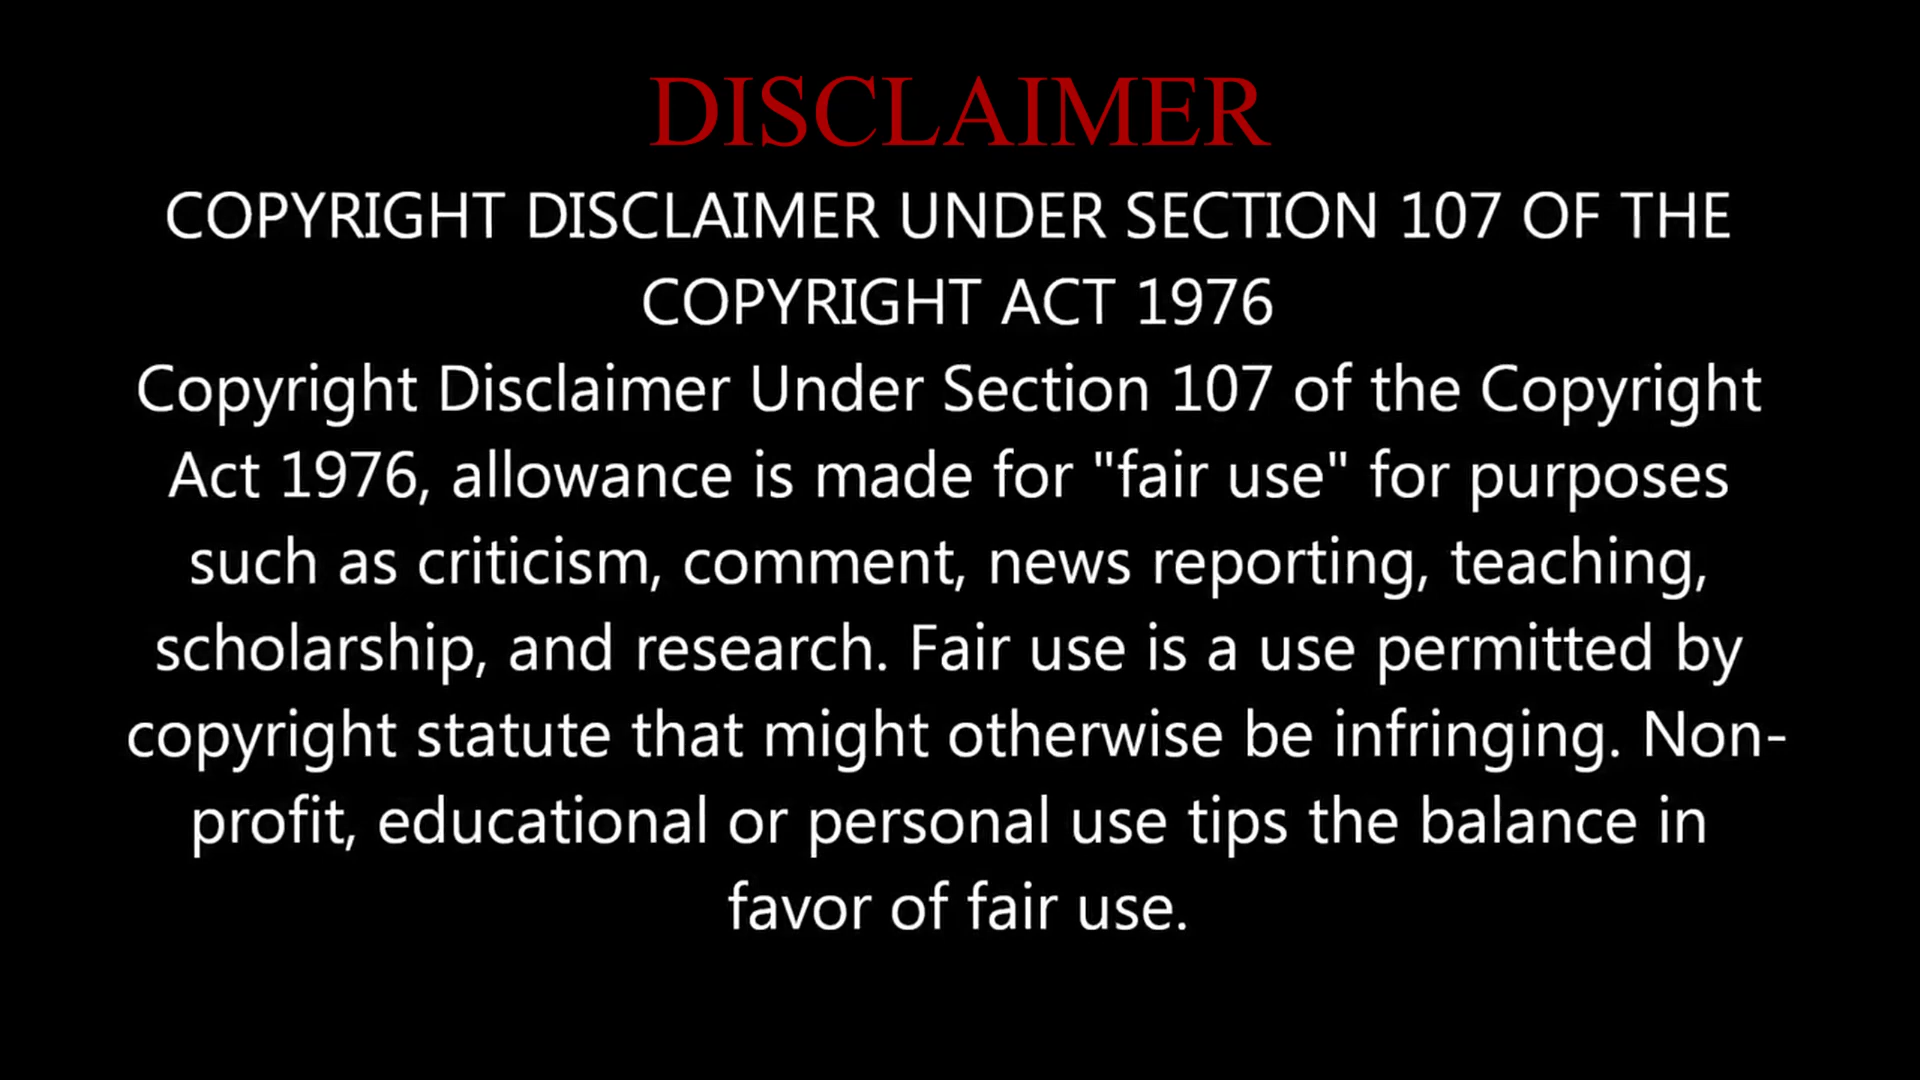 DISCLAIMER
COPYRIGHT DISCLAIMER UNDER SECTION 107 OF THE
COPYRIGHT ACT 1976
Copyright Disclaimer Under Section 107 of the Copyright
Act 1976, allowance is made for "fair use" for purposes
such as criticism, comment, news reporting, teaching,
scholarship, and research. Fair use is a use permitted by
copyright statute that might otherwise be infringing. Non-
profit, educational or personal use tips the balance in
favor of fair use.